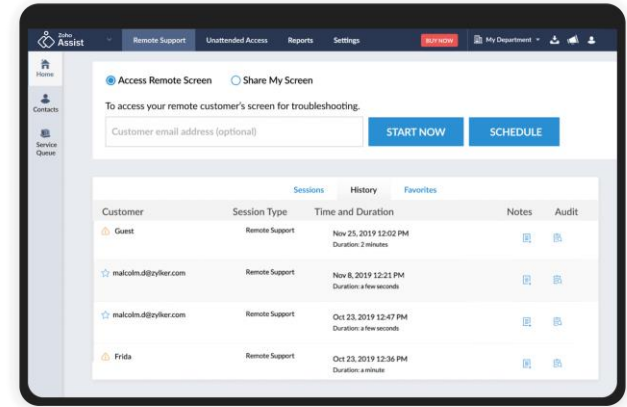 Zoho
Assist
Remote Support
Unattended Access
Reports
Settings
BUY NOW
My Department
Home
Contacts
Service
Queue
Access Remote Screen
Share My Screen
To access your remote customer's screen for troubleshooting.
Customer email address (optional)
START NOW
SCHEDULE
Sessions
History
Favorites
Customer
Session Type
Time and Duration
Notes
Audit
Guest
Remote Support
Nov 25, 2019 12:02 PM
Duration: 2 minutes
malcolm.d@zylker.com
Remote Support
Nov 8, 2019 12:21 PM
Duration: a few seconds
malcolm.d@zylker.com
Remote Support
Oct 23, 2019 12:47 PM
Duration: a few seconds
Frida
Remote Support
Oct 23, 2019 12:36 PM
Duration: a minute